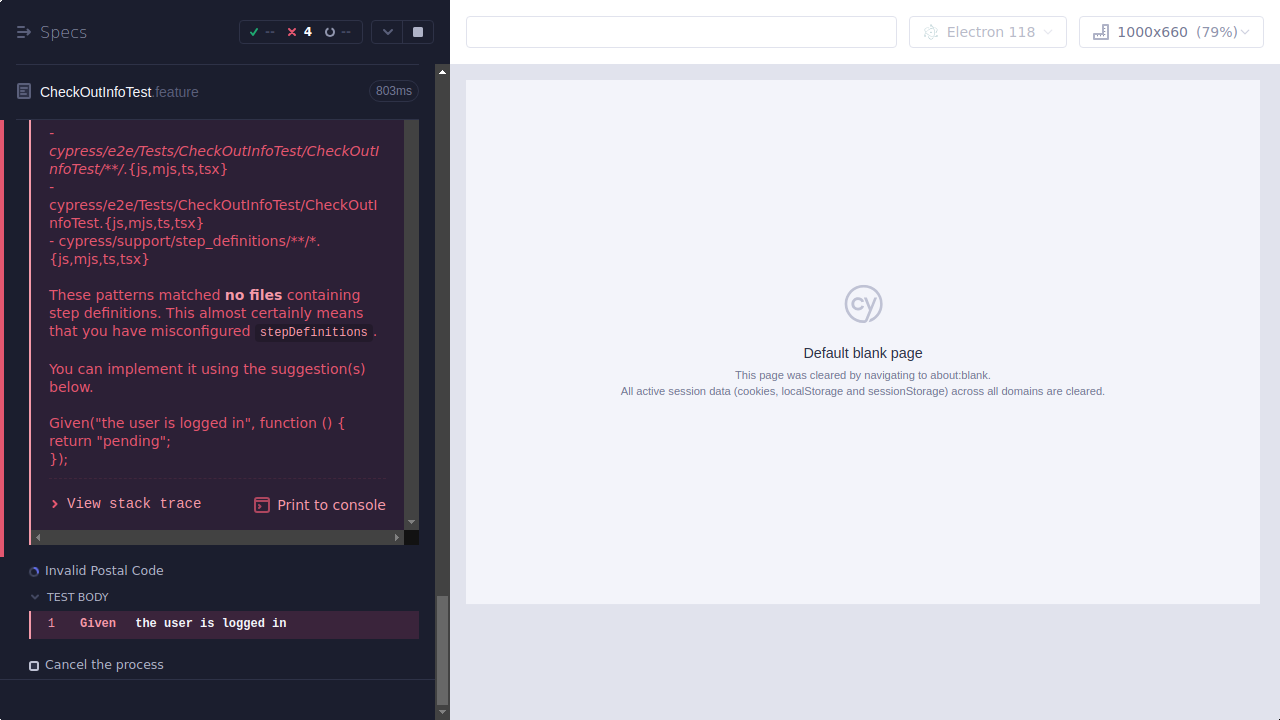 Specs
--
4
--
Electron 118
1000x660 (79%)
CheckOutInfoTest.feature
803ms
-
cypress/e2e/Tests/CheckOutInfoTest/CheckOutI
nfoTest/**/.{js,mjs,ts,tsx}
-
cypress/e2e/Tests/CheckOutInfoTest/CheckOutI
nfoTest.{js,mjs,ts,tsx}
- cypress/support/step_definitions/**/*.
{js,mjs,ts,tsx}
These patterns matched no files containing
step definitions. This almost certainly means
that you have misconfigured stepDefinitions.
You can implement it using the suggestion(s)
below.
Given("the user is logged in", function () {
return "pending";
});
View stack trace
Print to console
Invalid Postal Code
TEST BODY
1 Given the user is logged in
Cancel the process
cy
Default blank page
This page was cleared by navigating to about:blank.
All active session data (cookies, localStorage and sessionStorage) across all domains are cleared.